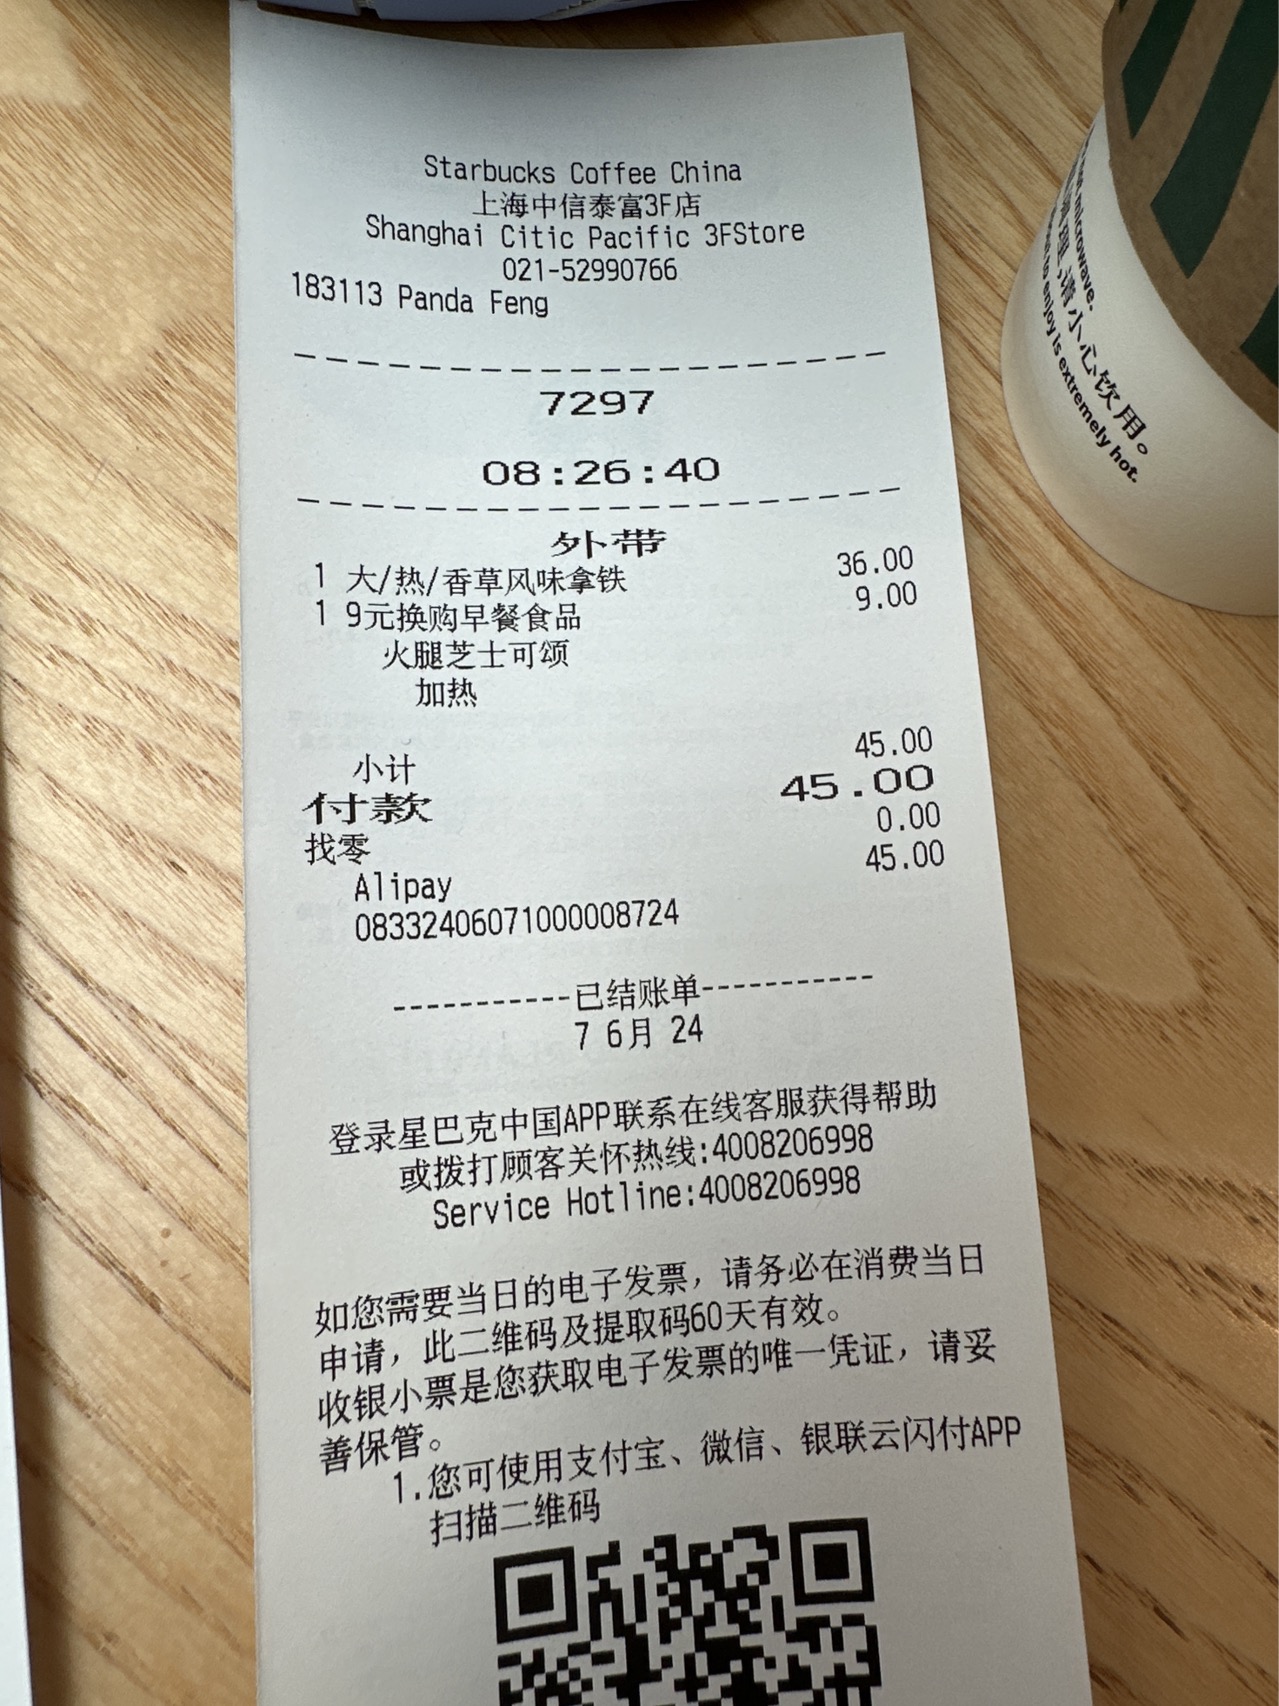 Starbucks Coffee China
上海中信泰富3F店
Shanghai Citic Pacific 3FStore
021-52990766
183113 Panda Feng
7297
08:26:40
外带
1 大/热/香草风味拿铁 36.00
1 9元换购早餐食品 9.00
火腿芝士可颂
加热
小计 45.00
付款 45.00
找零 0.00
Alipay 45.00
08332406071000008724
-----------已结账单-----------
7 6月 24
登录星巴克中国APP联系在线客服获得帮助
或拨打顾客关怀热线:4008206998
Service Hotline:4008206998
如您需要当日的电子发票，请务必在消费当日
申请，此二维码及提取码60天有效。
收银小票是您获取电子发票的唯一凭证，请妥
善保管。
1.您可使用支付宝、微信、银联云闪付APP
扫描二维码
microwave.
请小心饮用。
to enjoy is extremely hot.